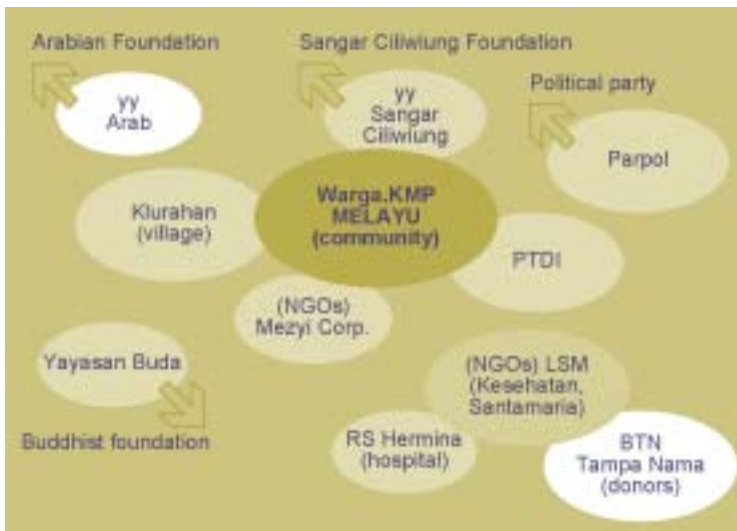 Arabian Foundation
Sangar Ciliwiung Foundation
Political party
yy
Arab
yy
Sangar
Ciliwiung
Parpol
Warga.KMP
MELAYU
(community)
Klurahan
(village)
PTDI
(NGOs)
Mezyi Corp.
Yayasan Buda
(NGOs) LSM
(Kesehatan,
Santamaria)
Buddhist foundation
RS Hermina
(hospital)
BTN
Tampa Nama
(donors)